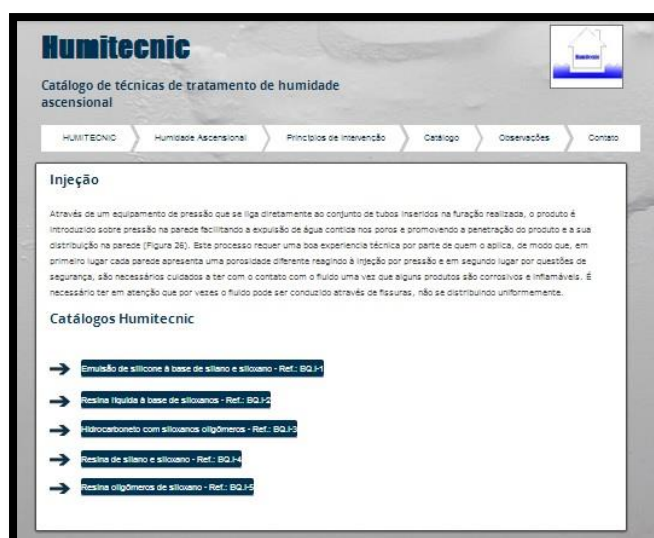 Humitecnic
Humitecnic
Catálogo de técnicas de tratamento de humidade
ascensional
HUMITECNIC
Humidade Ascensional
Princípios de Intervenção
Catálogo
Observações
Contato
Injeção
Através de um equipamento de pressão que se liga diretamente ao conjunto de tubos inseridos na furação realizada, o produto é
introduzido sobre pressão na parede facilitando a expulsão de água contida nos poros e promovendo a penetração do produto e a sua
distribuição na parede (Figura 26). Este processo requer uma boa experiencia técnica por parte de quem o aplica, de modo que, em
primeiro lugar cada parede apresenta uma porosidade diferente reagindo à injeção por pressão e em segundo lugar por questões de
segurança, são necessários cuidados a ter com o contato com o fluido uma vez que alguns produtos são corrosivos e inflamáveis. É
necessário ter em atenção que por vezes o fluido pode ser conduzido através de fissuras, não se distribuindo uniformemente.
Catálogos Humitecnic
Emulsão de silicone à base de silano e siloxano - Ref.: BQ.I-1
Resina líquida à base de siloxanos - Ref.: BQ.I-2
Hidrocarboneto com siloxanos oligômeros - Ref.: BQ.I-3
Resina de silano e siloxano - Ref.: BQ.I-4
Resina oligômeros de siloxano - Ref.: BQ.I-5